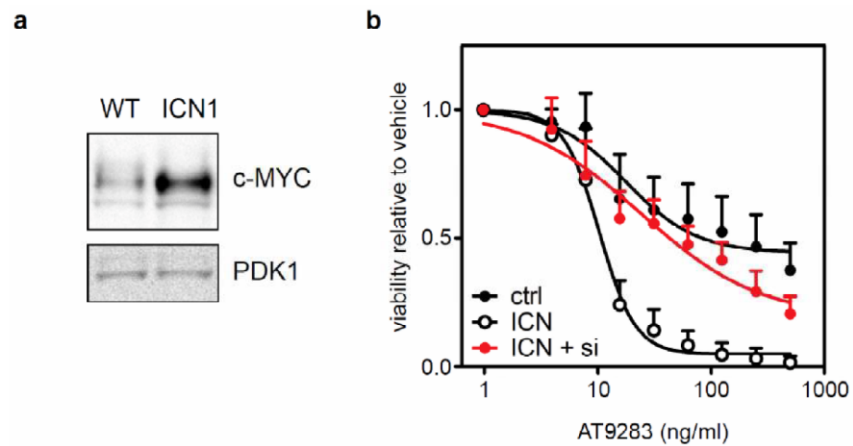 a
WT ICN1
c-MYC
PDK1
b
viability relative to vehicle
1.0
0.5
0.0
ctrl
ICN
ICN + si
1 10 100 1000
AT9283 (ng/ml)